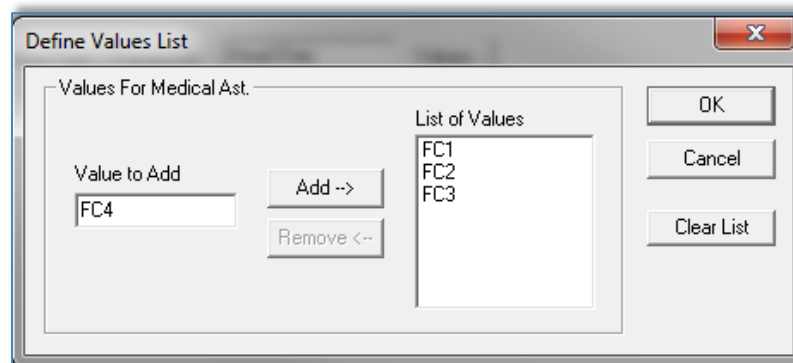 Define Values List
Values For Medical Ast.
Value to Add
FC4
Add -->
Remove <--
List of Values
FC1
FC2
FC3
OK
Cancel
Clear List